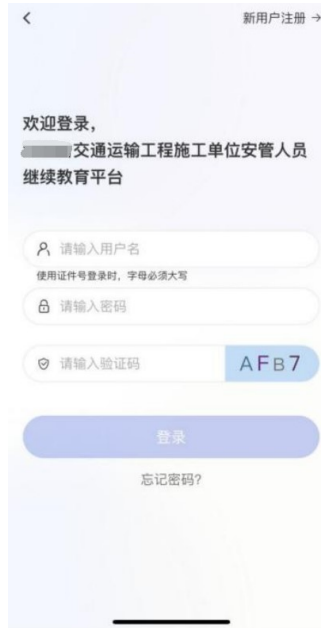 新用户注册 →
欢迎登录，
交通运输工程施工单位安管人员
继续教育平台
请输入用户名
使用证件号登录时，字母必须大写
请输入密码
请输入验证码
AFB7
登录
忘记密码?